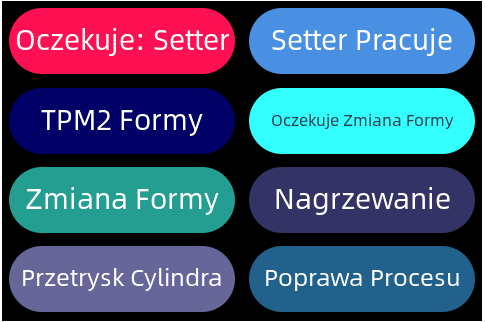 Oczekuje: Setter
Setter Pracuje
TPM2 Formy
Oczekuje Zmiana Formy
Zmiana Formy
Nagrzewanie
Przetrysk Cylindra
Poprawa Procesu